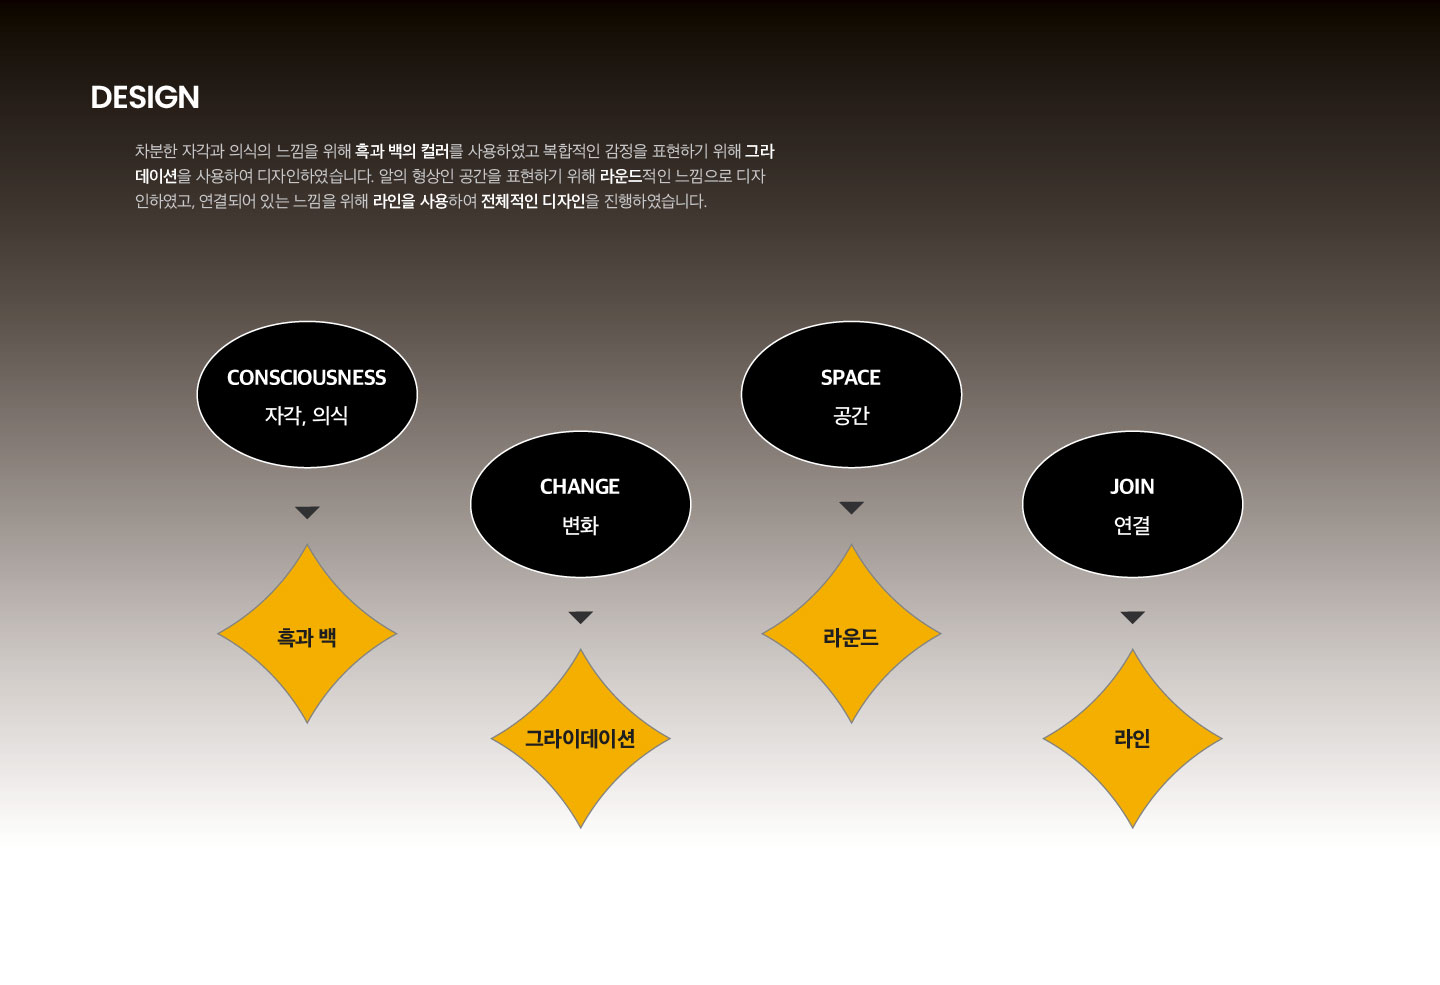 DESIGN
차분한 자각과 의식의 느낌을 위해 흑과 백의 컬러를 사용하였고 복합적인 감정을 표현하기 위해 그라
데이션을 사용하여 디자인하였습니다. 알의 형상인 공간을 표현하기 위해 라운드적인 느낌으로 디자
인하였고, 연결되어 있는 느낌을 위해 라인을 사용하여 전체적인 디자인을 진행하였습니다.
CONSCIOUSNESS
자각, 의식
흑과 백
CHANGE
변화
그라이데이션
SPACE
공간
라운드
JOIN
연결
라인